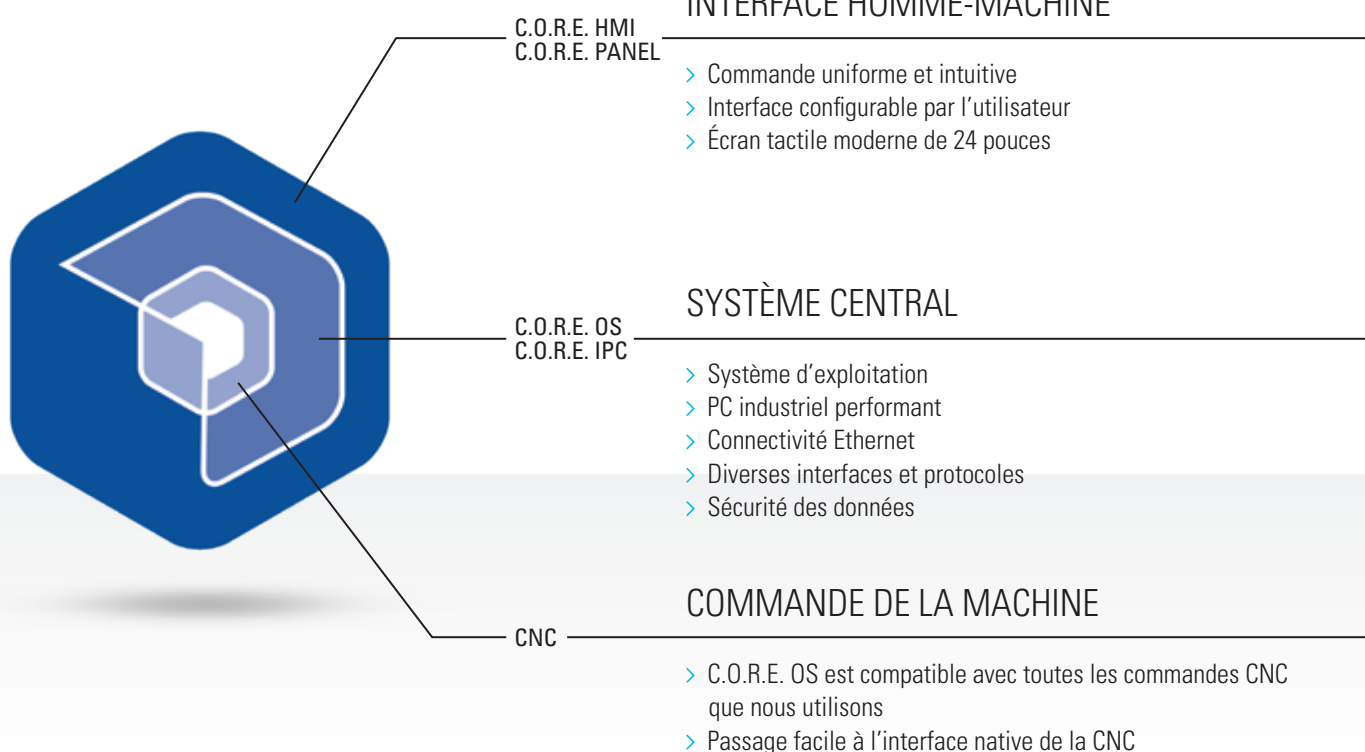 INTERFACE HOMME-MACHINE
C.O.R.E. HMI
C.O.R.E. PANEL
> Commande uniforme et intuitive
> Interface configurable par l’utilisateur
> Écran tactile moderne de 24 pouces
SYSTÈME CENTRAL
C.O.R.E. OS
C.O.R.E. IPC
> Système d’exploitation
> PC industriel performant
> Connectivité Ethernet
> Diverses interfaces et protocoles
> Sécurité des données
COMMANDE DE LA MACHINE
CNC
> C.O.R.E. OS est compatible avec toutes les commandes CNC
que nous utilisons
> Passage facile à l’interface native de la CNC